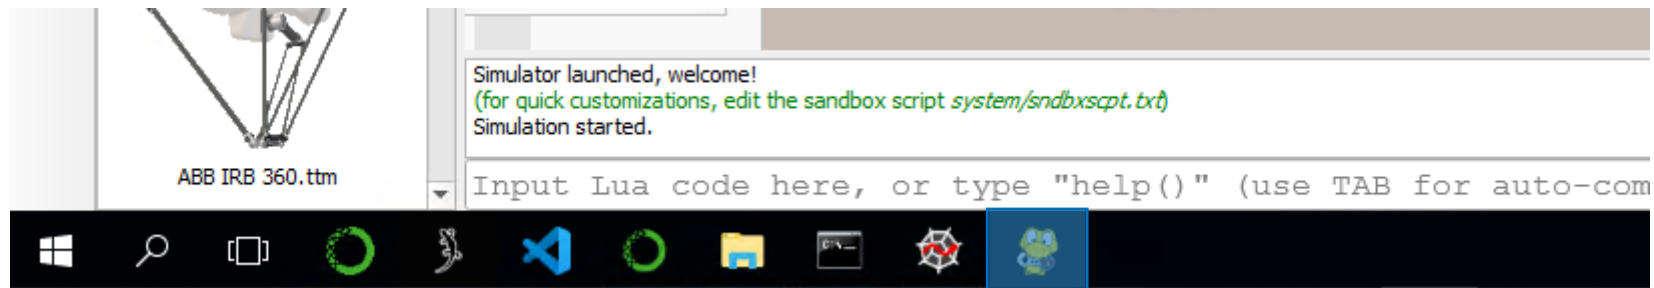 Simulator launched, welcome!
(for quick customizations, edit the sandbox script system/sndbxscpt.txt)
Simulation started.
ABB IRB 360.ttm
Input Lua code here, or type "help()" (use TAB for auto-com